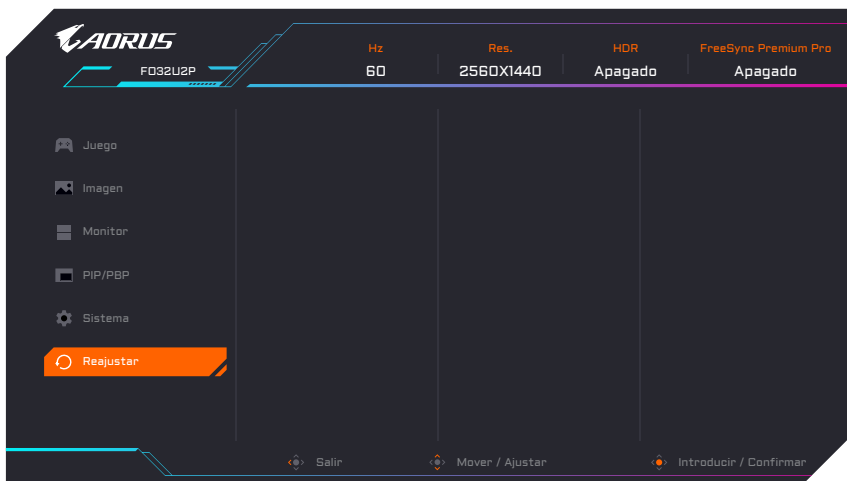 AORUS
FO32U2P
Hz
60
Res.
2560X1440
HDR
Apagado
FreeSync Premium Pro
Apagado
Juego
Imagen
Monitor
PIP/PBP
Sistema
Reajustar
Salir
Mover / Ajustar
Introducir / Confirmar